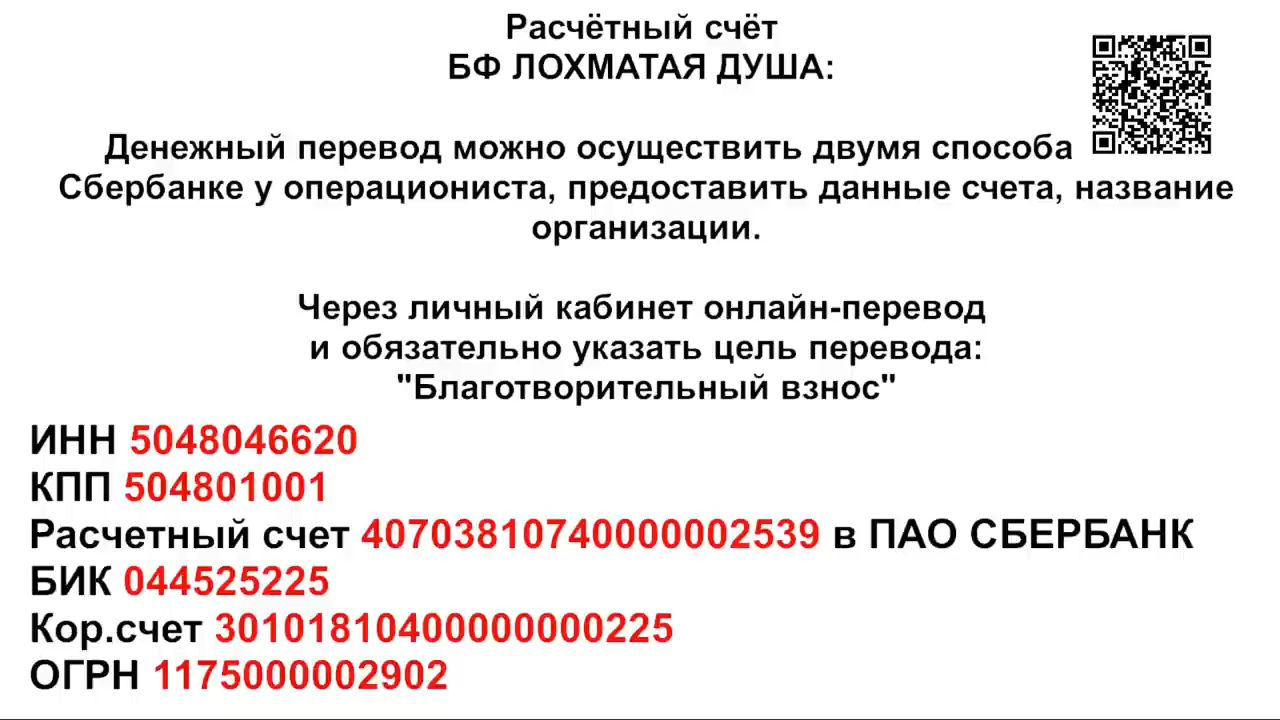 Расчётный счёт
БФ ЛОХМАТАЯ ДУША:
Денежный перевод можно осуществить двумя способа
Сбербанке у операциониста, предоставить данные счета, название
организации.
Через личный кабинет онлайн-перевод
и обязательно указать цель перевода:
"Благотворительный взнос"
ИНН 5048046620
КПП 504801001
Расчетный счет 40703810740000002539 в ПАО СБЕРБАНК
БИК 044525225
Кор.счет 30101810400000000225
ОГРН 1175000002902